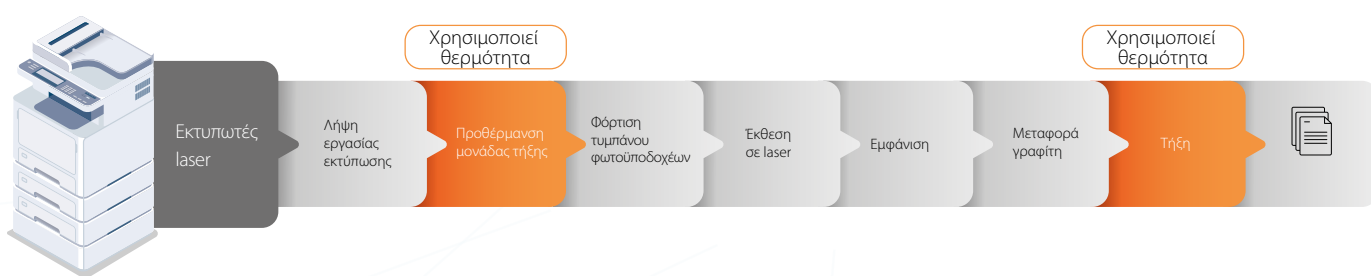 Χρησιμοποιεί
θερμότητα
Χρησιμοποιεί
θερμότητα
Εκτυπωτές
laser
Λήψη
εργασίας
εκτύπωσης
Προθέρμανση
μονάδας τήξης
Φόρτιση
τυμπάνου
φωτοϋποδοχέων
Έκθεση
σε laser
Εμφάνιση
Μεταφορά
γραφίτη
Τήξη